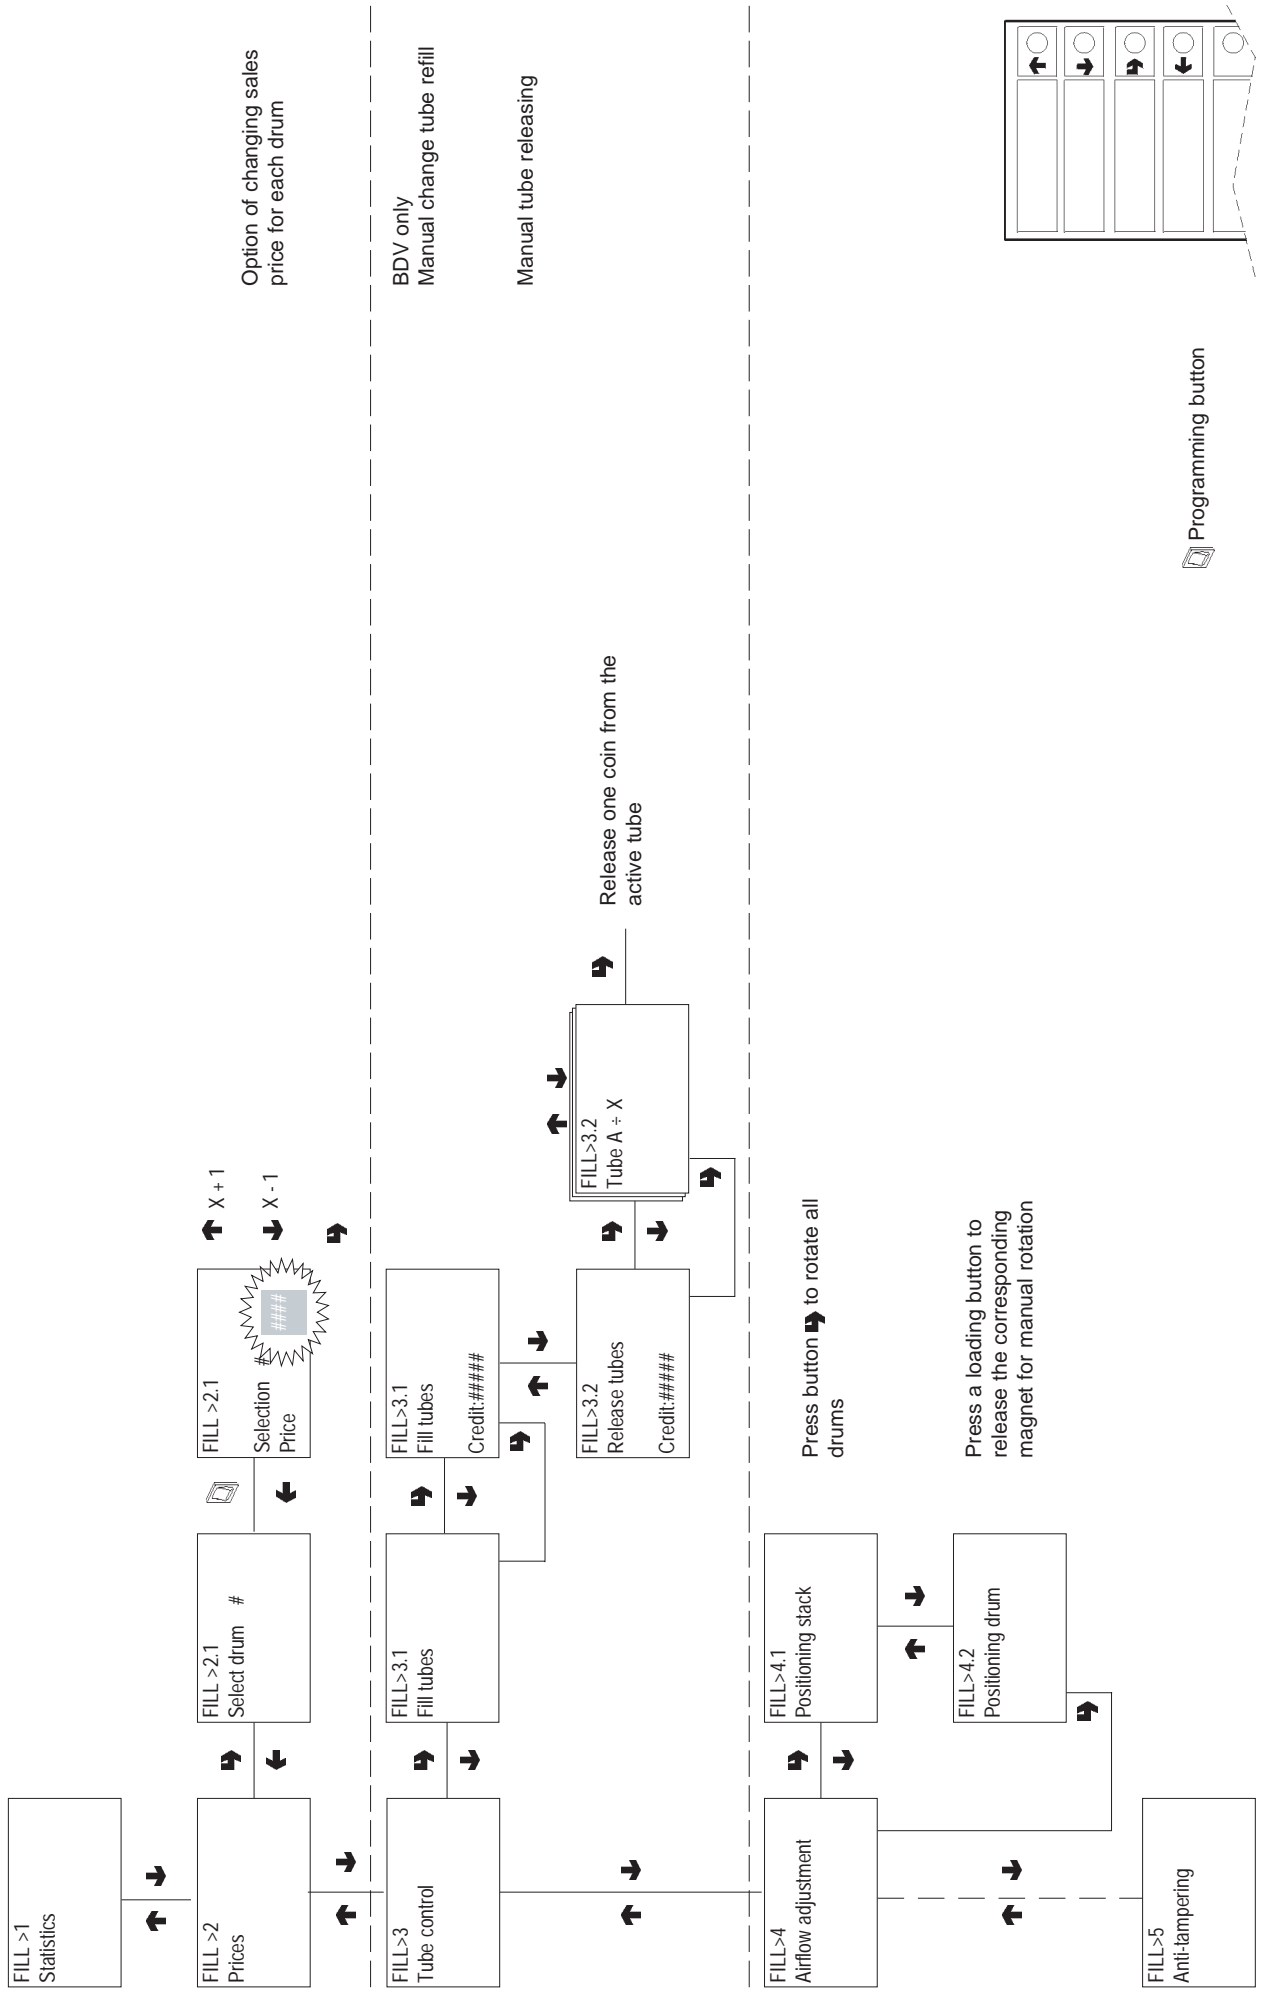 FILL >1
Statistics
FILL >2
Prices
FILL >2.1
Select drum #
FILL >2.1
Selection #
Price
####
X + 1
X - 1
Option of changing sales
price for each drum
FILL>3
Tube control
FILL>3.1
Fill tubes
FILL>3.1
Fill tubes
Credit:#####
BDV only
Manual change tube refill
FILL>3.2
Release tubes
Credit:#####
FILL>3.2
Tube A ÷ X
Release one coin from the
active tube
Manual tube releasing
FILL>4
Airflow adjustment
FILL>4.1
Positioning stack
Press button to rotate all
drums
FILL>4.2
Positioning drum
Press a loading button to
release the corresponding
magnet for manual rotation
FILL>5
Anti-tampering
Programming button